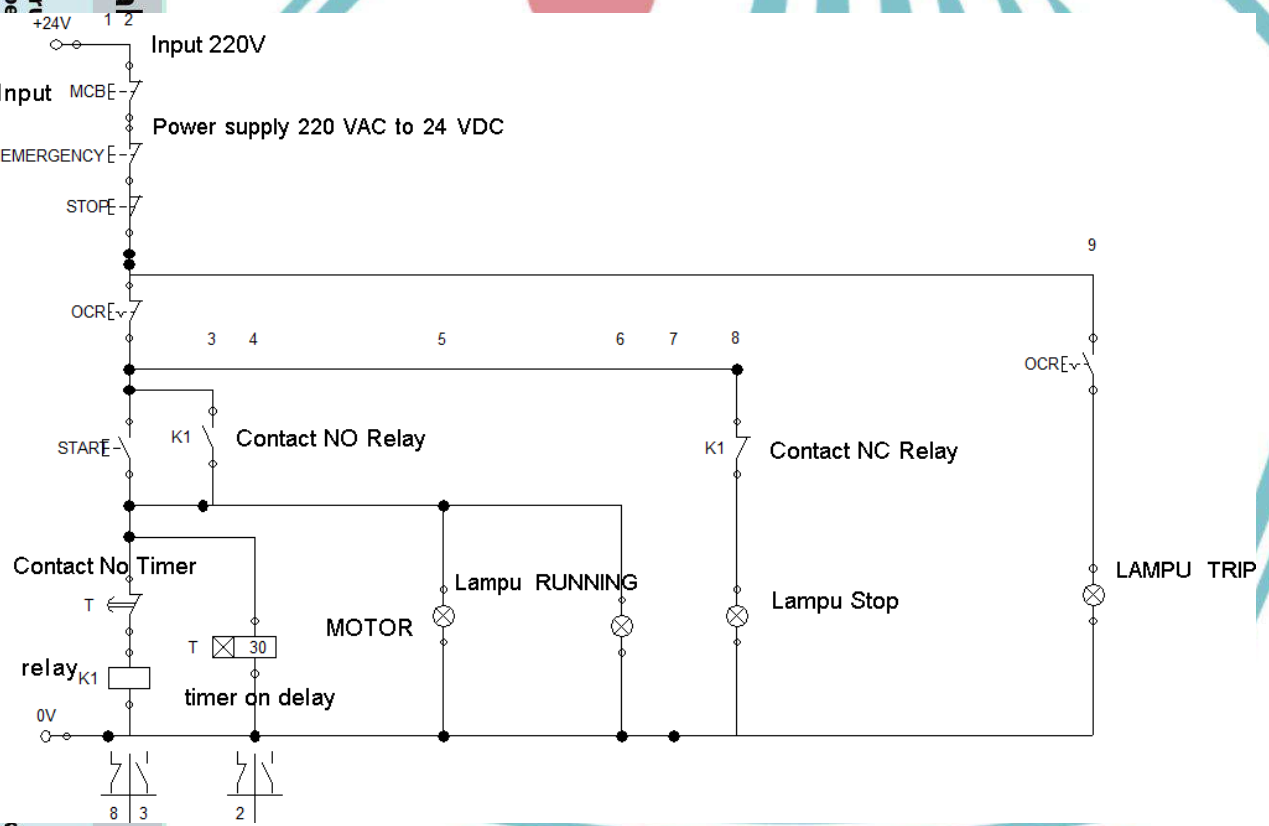 +24V
1 2
Input 220V
Input
MCB
Power supply 220 VAC to 24 VDC
EMERGENCY
STOP
9
OCR
3 4 5 6 7 8
OCR
START
K1
Contact NO Relay
K1
Contact NC Relay
Contact No Timer
LAMPU TRIP
Lampu RUNNING
T
Lampu Stop
MOTOR
T
30
relay
K1
timer on delay
0V
8 3
2